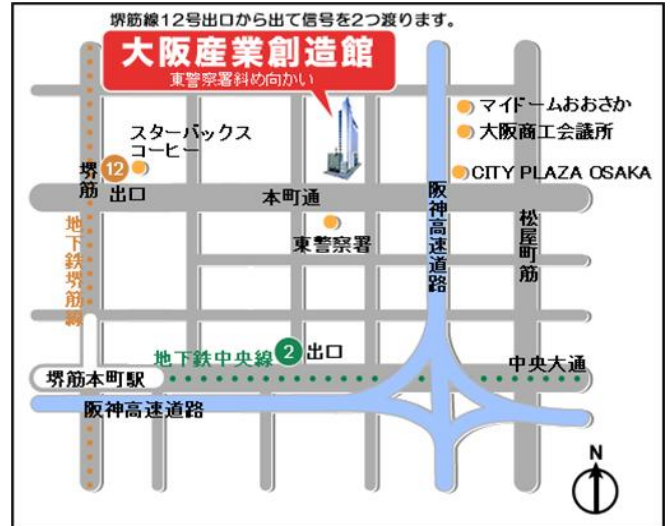 堺筋線12号出口から出て信号を2つ渡ります。
大阪産業創造館
東警察署斜め向かい
マイドームおおさか
大阪商工会議所
CITY PLAZA OSAKA
スターバックス
コーヒー
堺筋
12
出口
本町通
阪神高速道路
松屋町筋
東警察署
地下鉄堺筋線
地下鉄中央線
2
出口
中央大通
堺筋本町駅
阪神高速道路
N